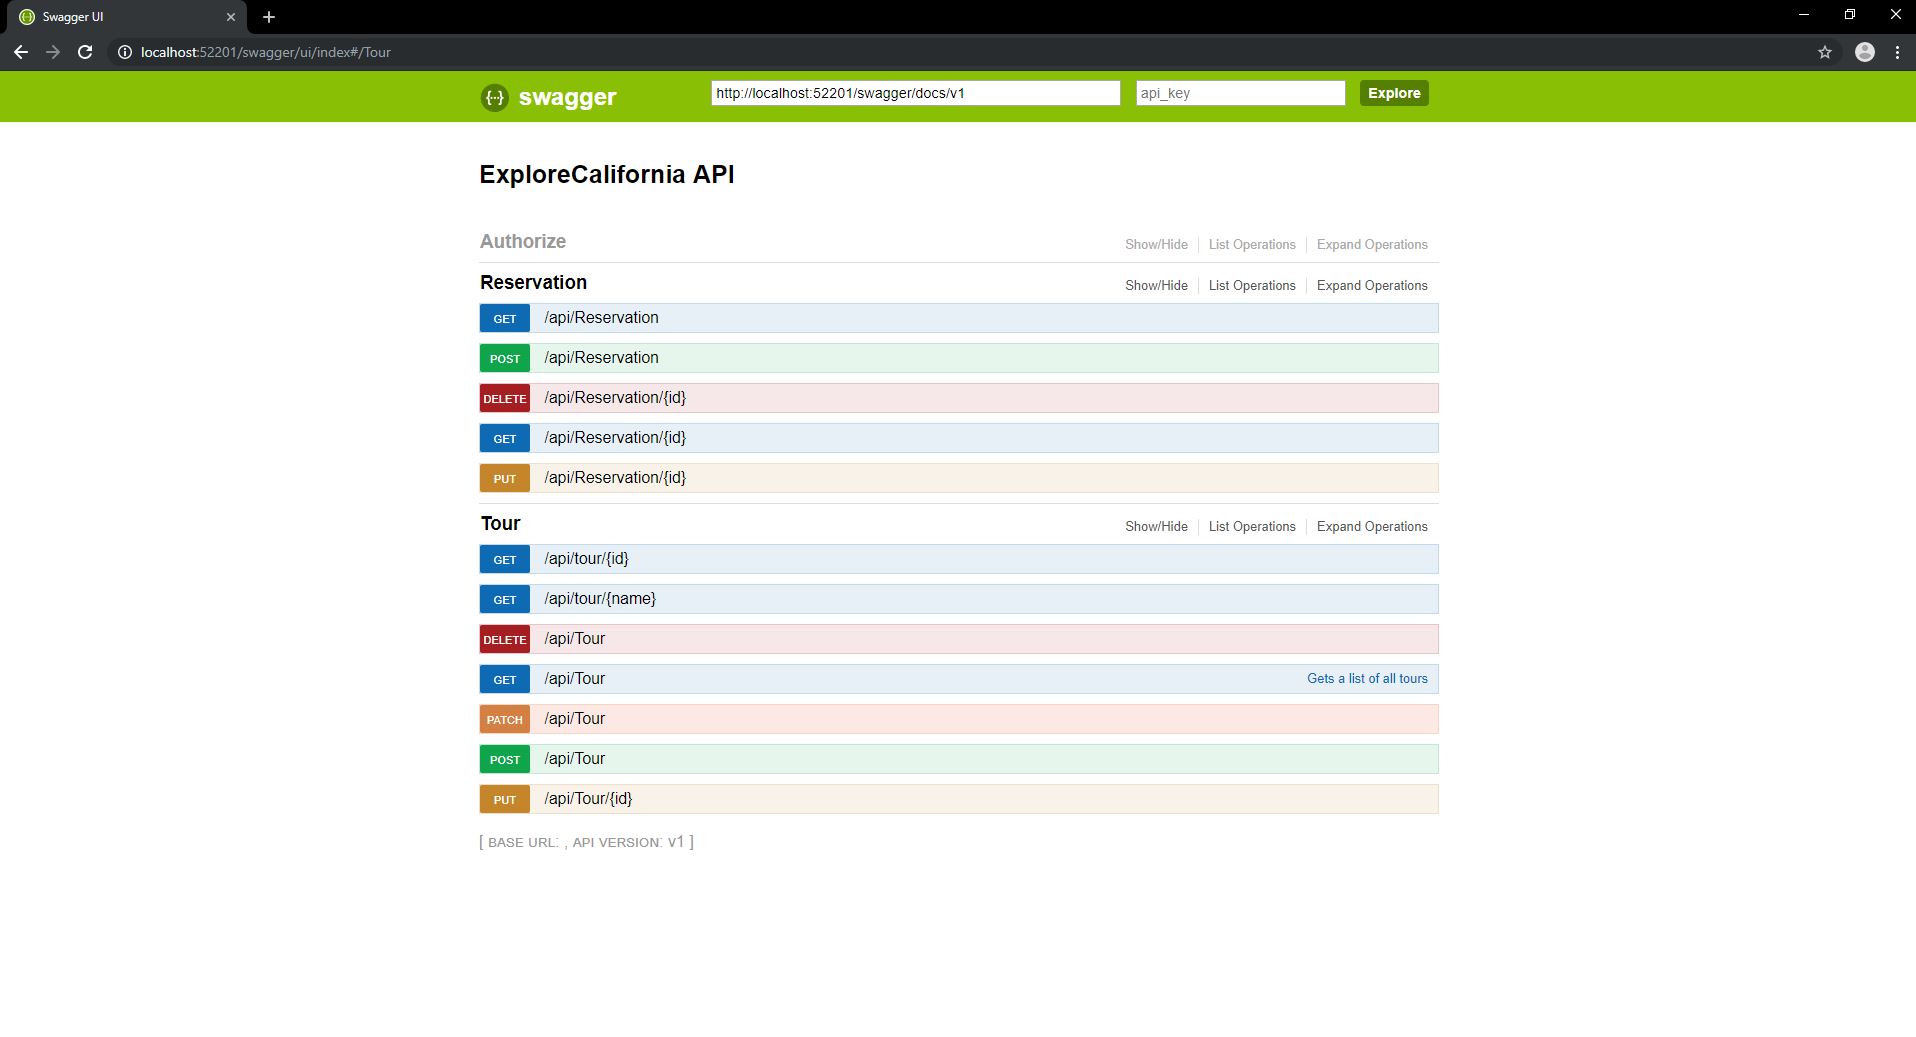 Swagger UI
localhost:52201/swagger/ui/index#/Tour
{···} swagger http://localhost:52201/swagger/docs/v1 api_key Explore
ExploreCalifornia API
Authorize Show/Hide List Operations Expand Operations
Reservation Show/Hide List Operations Expand Operations
GET /api/Reservation
POST /api/Reservation
DELETE /api/Reservation/{id}
GET /api/Reservation/{id}
PUT /api/Reservation/{id}
Tour Show/Hide List Operations Expand Operations
GET /api/tour/{id}
GET /api/tour/{name}
DELETE /api/Tour
GET /api/Tour Gets a list of all tours
PATCH /api/Tour
POST /api/Tour
PUT /api/Tour/{id}
[ BASE URL: , API VERSION: v1 ]